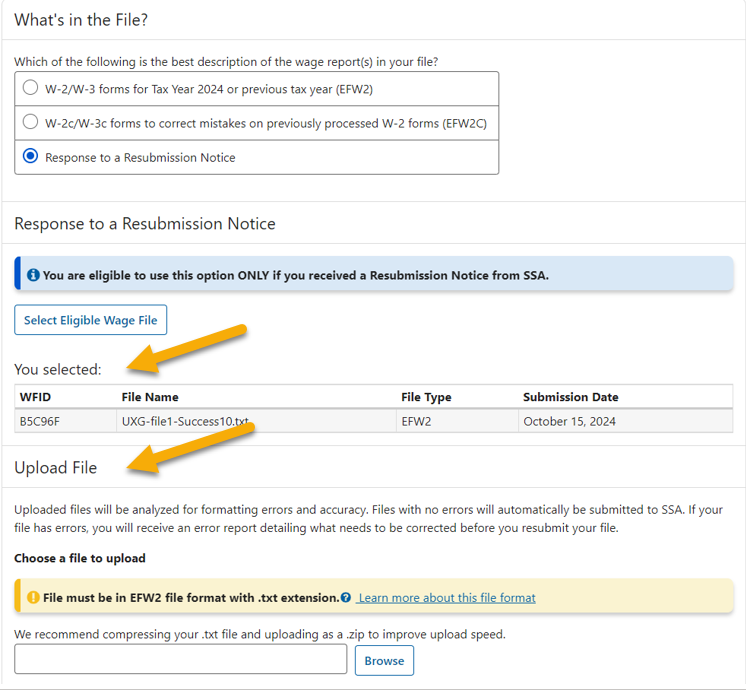 What's in the File?
Which of the following is the best description of the wage report(s) in your file?
W-2/W-3 forms for Tax Year 2024 or previous tax year (EFW2)
W-2c/W-3c forms to correct mistakes on previously processed W-2 forms (EFW2C)
Response to a Resubmission Notice
Response to a Resubmission Notice
You are eligible to use this option ONLY if you received a Resubmission Notice from SSA.
Select Eligible Wage File
You selected:
WFID File Name File Type Submission Date
B5C96F UXG-file1-Success10.txt EFW2 October 15, 2024
Upload File
Uploaded files will be analyzed for formatting errors and accuracy. Files with no errors will automatically be submitted to SSA. If your
file has errors, you will receive an error report detailing what needs to be corrected before you resubmit your file.
Choose a file to upload
File must be in EFW2 file format with .txt extension. Learn more about this file format
We recommend compressing your .txt file and uploading as a .zip to improve upload speed.
Browse